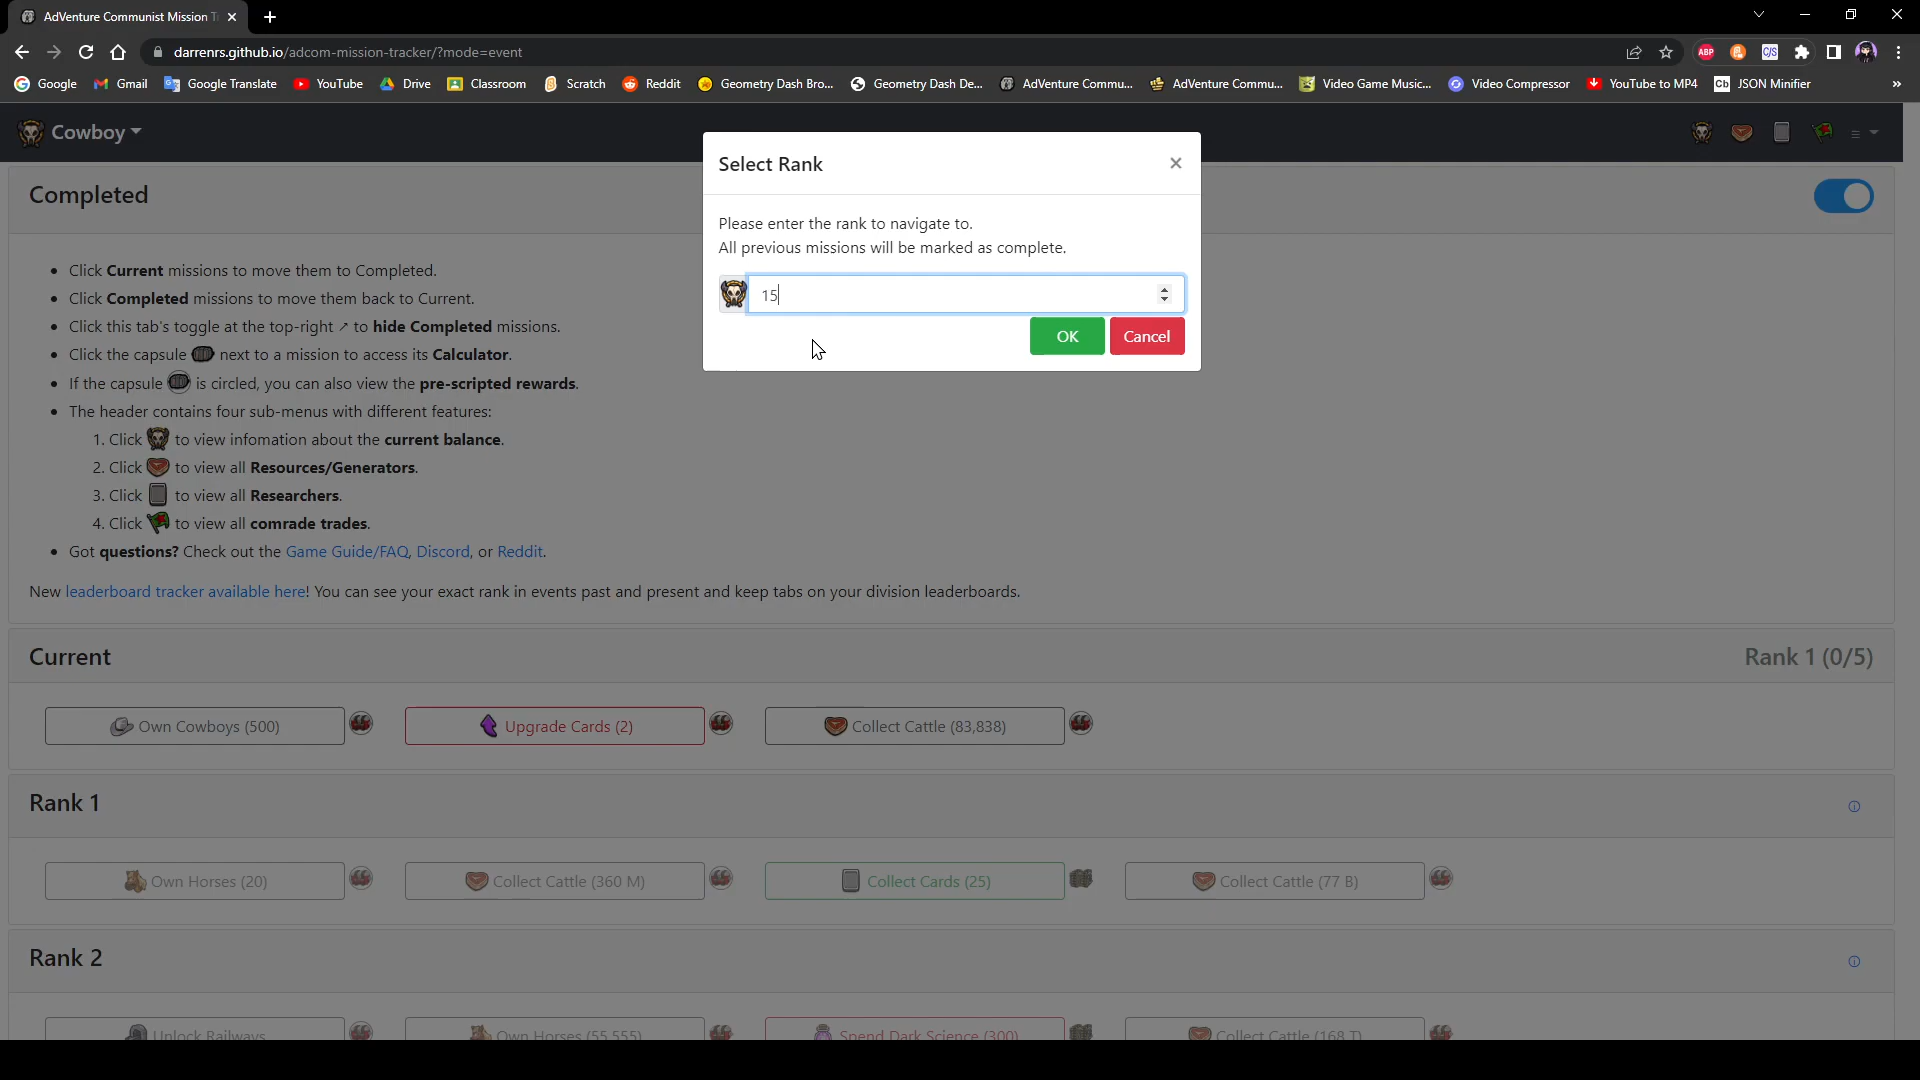 AdVenture Communist Mission T
darrenrs.github.io/adcom-mission-tracker/?mode=event
ABP
C/S
Google
Gmail
Google Translate
YouTube
Drive
Classroom
Scratch
Reddit
Geometry Dash Bro...
Geometry Dash De...
AdVenture Commu...
AdVenture Commu...
Video Game Music...
Video Compressor
YouTube to MP4
Cb JSON Minifier
»
Cowboy
Select Rank ×
Please enter the rank to navigate to.
All previous missions will be marked as complete.
15
OK Cancel
Completed
• Click Current missions to move them to Completed.
• Click Completed missions to move them back to Current.
• Click this tab's toggle at the top-right ↗ to hide Completed missions.
• Click the capsule next to a mission to access its Calculator.
• If the capsule is circled, you can also view the pre-scripted rewards.
• The header contains four sub-menus with different features:
1. Click to view infomation about the current balance.
2. Click to view all Resources/Generators.
3. Click to view all Researchers.
4. Click to view all comrade trades.
• Got questions? Check out the Game Guide/FAQ, Discord, or Reddit.
New leaderboard tracker available here! You can see your exact rank in events past and present and keep tabs on your division leaderboards.
Current Rank 1 (0/5)
Own Cowboys (500) Upgrade Cards (2) Collect Cattle (83,838)
Rank 1
Own Horses (20) Collect Cattle (360 M) Collect Cards (25) Collect Cattle (77 B)
Rank 2
Unlock Railways Own Horses (55,555) Spend Dark Science (300) Collect Cattle (168 T)